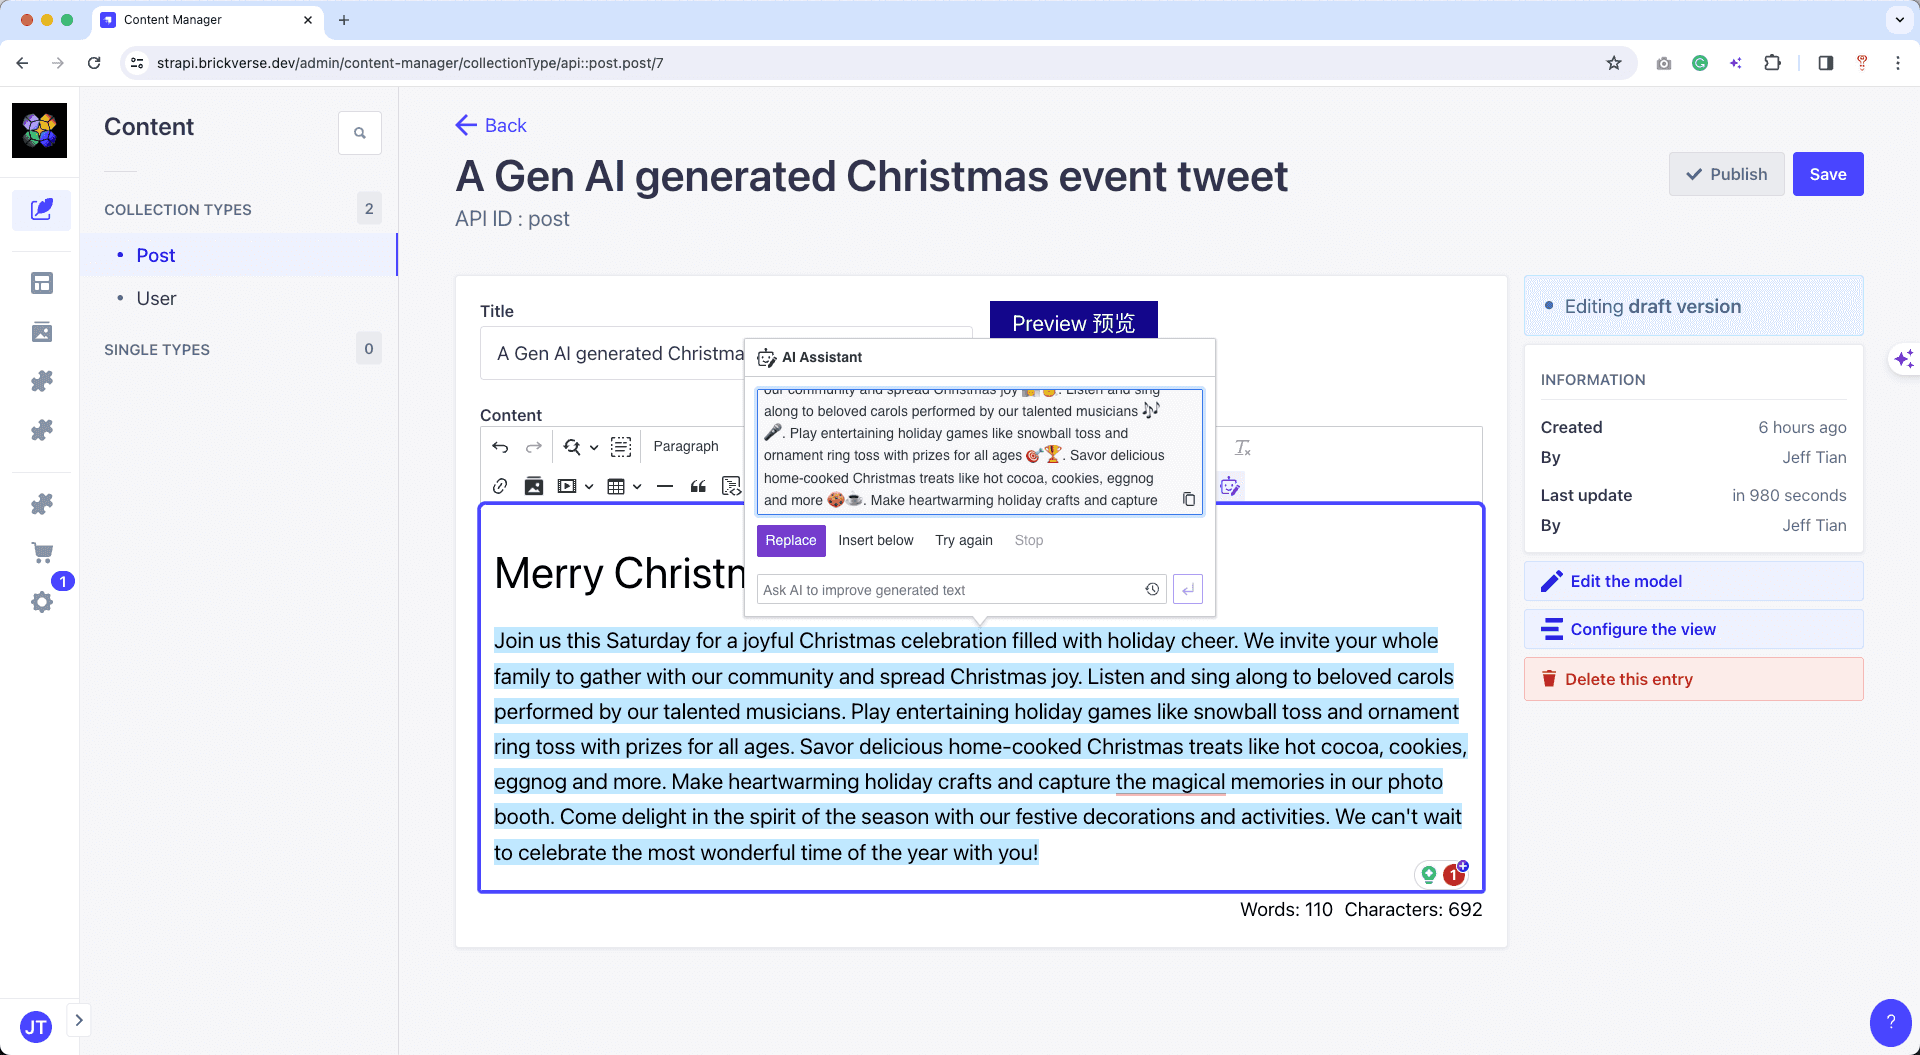 Content Manager
strapi.brickverse.dev/admin/content-manager/collectionType/api::post.post/7
Content
COLLECTION TYPES 2
Post
User
SINGLE TYPES 0
1
JT
Back
A Gen AI generated Christmas event tweet
API ID : post
Publish
Save
Title
Preview 预览
A Gen AI generated Christma
Content
Paragraph
AI Assistant
our community and spread Christmas joy 🎊🤗. Listen and sing
along to beloved carols performed by our talented musicians 🎶
🎤. Play entertaining holiday games like snowball toss and
ornament ring toss with prizes for all ages 🎯🏆. Savor delicious
home-cooked Christmas treats like hot cocoa, cookies, eggnog
and more 🍪☕. Make heartwarming holiday crafts and capture
Replace Insert below Try again Stop
Ask AI to improve generated text
Merry Christm
Join us this Saturday for a joyful Christmas celebration filled with holiday cheer. We invite your whole
family to gather with our community and spread Christmas joy. Listen and sing along to beloved carols
performed by our talented musicians. Play entertaining holiday games like snowball toss and ornament
ring toss with prizes for all ages. Savor delicious home-cooked Christmas treats like hot cocoa, cookies,
eggnog and more. Make heartwarming holiday crafts and capture the magical memories in our photo
booth. Come delight in the spirit of the season with our festive decorations and activities. We can't wait
to celebrate the most wonderful time of the year with you!
1
Words: 110 Characters: 692
Editing draft version
INFORMATION
Created 6 hours ago
By Jeff Tian
Last update in 980 seconds
By Jeff Tian
Edit the model
Configure the view
Delete this entry
?